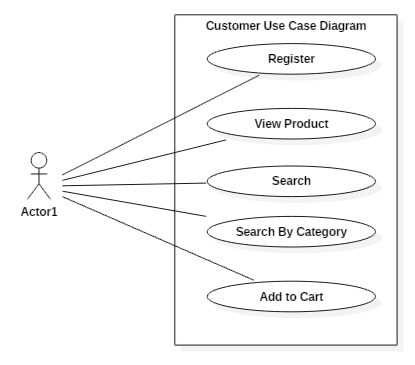 Customer Use Case Diagram
Register
View Product
Search
Actor1
Search By Category
Add to Cart